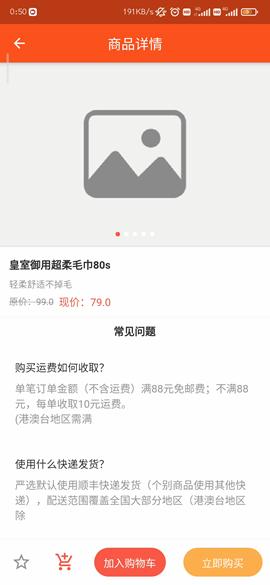 0:50 191KB/s 4G 4G
商品详情
皇室御用超柔毛巾80s
轻柔舒适不掉毛
原价：99.0 现价：79.0
常见问题
购买运费如何收取？
单笔订单金额（不含运费）满88元免邮费；不满88
元，每单收取10元运费。
(港澳台地区需满
使用什么快递发货？
严选默认使用顺丰快递发货（个别商品使用其他快
递），配送范围覆盖全国大部分地区（港澳台地区
除
加入购物车 立即购买